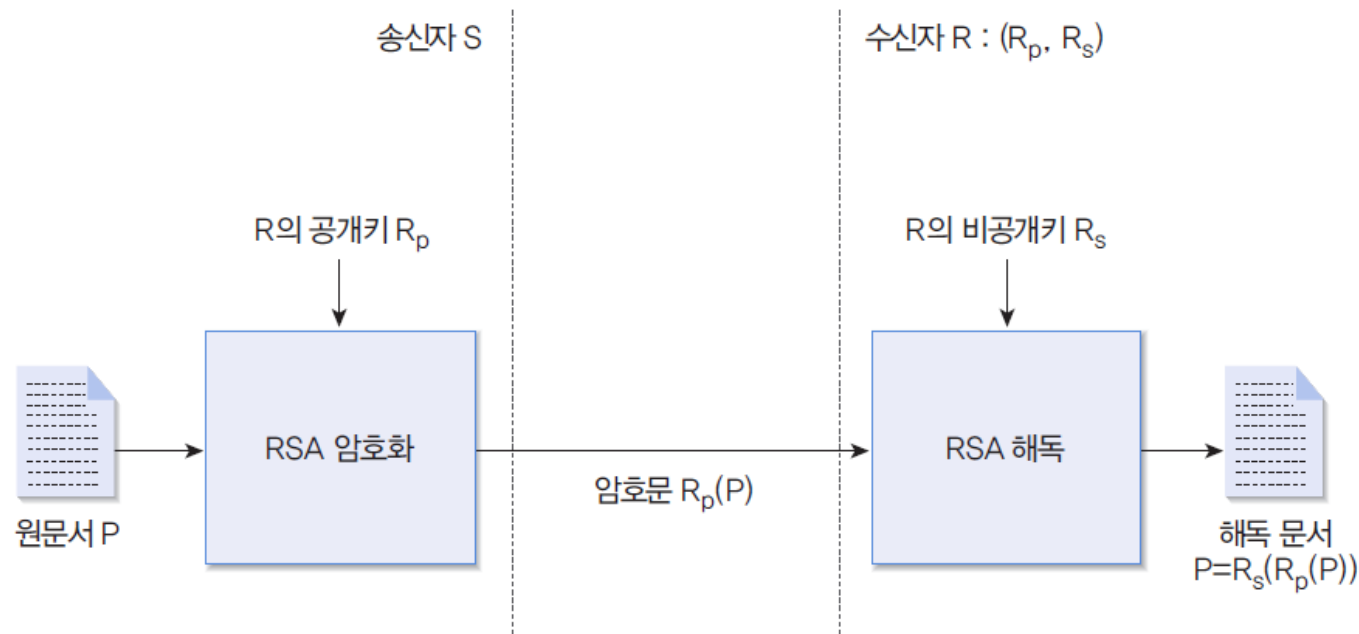 송신자 S
수신자 R : (Rp, Rs)
R의 공개키 Rp
R의 비공개키 Rs
RSA 암호화
RSA 해독
암호문 Rp(P)
원문서 P
해독 문서
P=Rs(Rp(P))